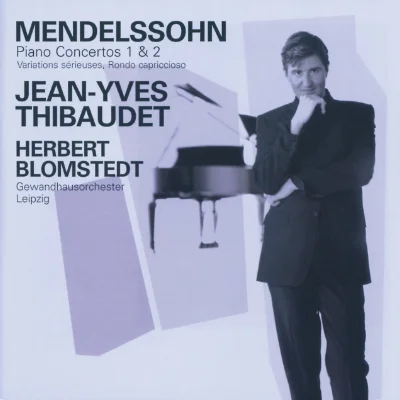 MENDELSSOHN
Piano Concertos 1 & 2
Variations sérieuses, Rondo capriccioso
JEAN-YVES
THIBAUDET
HERBERT
BLOMSTEDT
Gewandhausorchester
Leipzig